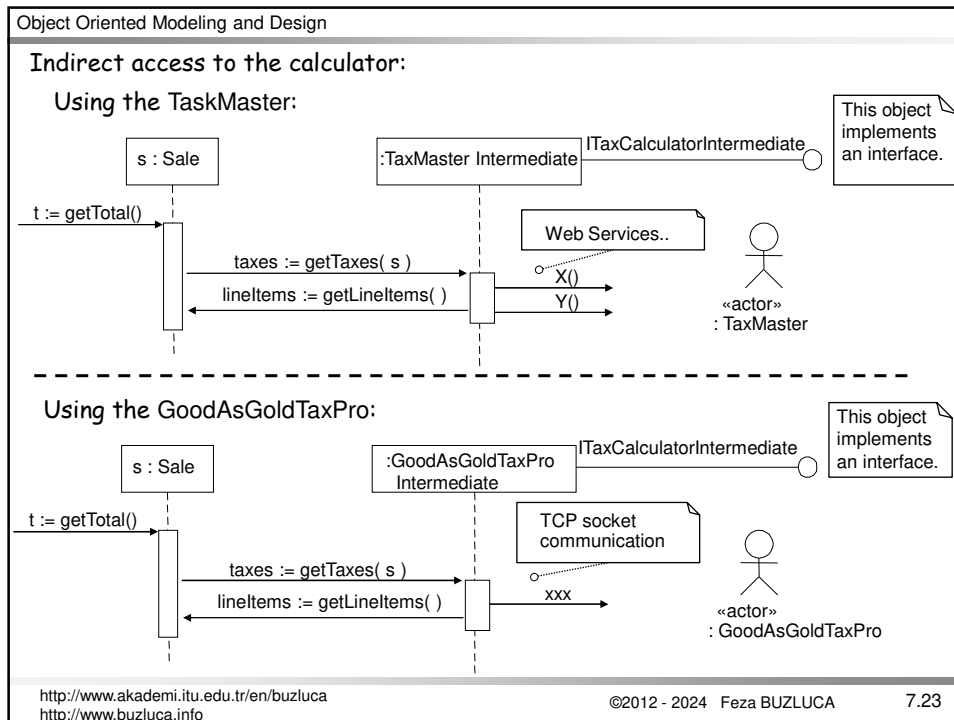 Object Oriented Modeling and Design
Indirect access to the calculator:
Using the TaskMaster:
This object
implements
an interface.
s : Sale
:TaxMaster Intermediate
ITaxCalculatorIntermediate
t := getTotal()
Web Services..
taxes := getTaxes( s )
X()
lineItems := getLineItems( )
Y()
«actor»
: TaxMaster
Using the GoodAsGoldTaxPro:
This object
implements
an interface.
s : Sale
:GoodAsGoldTaxPro
Intermediate
ITaxCalculatorIntermediate
t := getTotal()
TCP socket
communication
taxes := getTaxes( s )
lineItems := getLineItems( )
xxx
«actor»
: GoodAsGoldTaxPro
http://www.akademi.itu.edu.tr/en/buzluca
http://www.buzluca.info
©2012 - 2024 Feza BUZLUCA
7.23